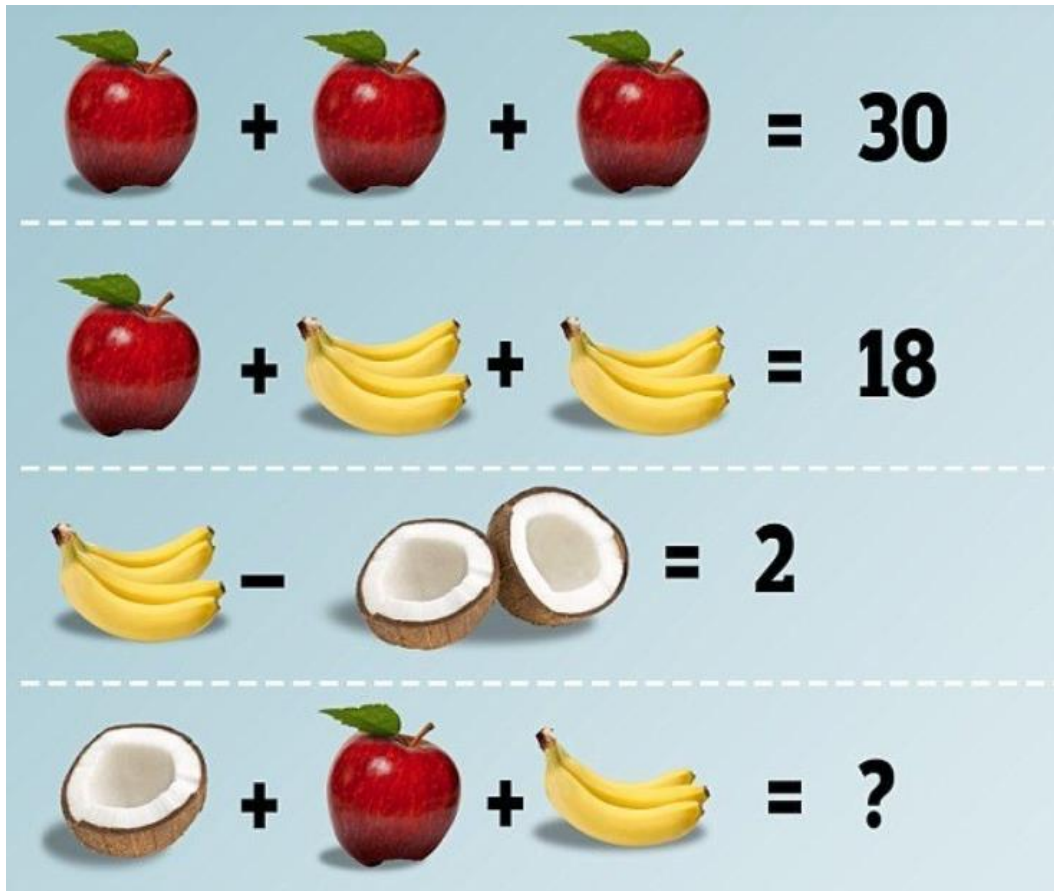 + + = 30
+ + = 18
- = 2
+ + = ?